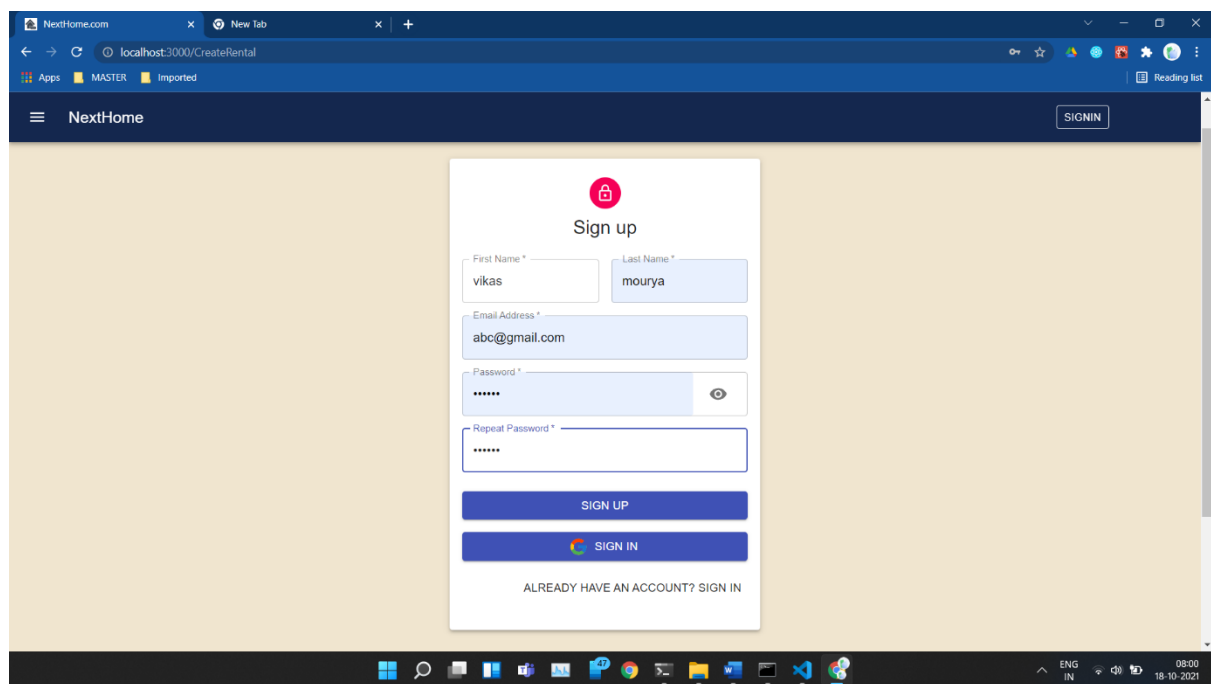 NextHome.com New Tab
localhost:3000/CreateRental
Apps MASTER Imported Reading list
NextHome SIGNIN
Sign up
First Name * Last Name *
vikas mourya
Email Address *
abc@gmail.com
Password *
••••••
Repeat Password *
••••••
SIGN UP
SIGN IN
ALREADY HAVE AN ACCOUNT? SIGN IN
47 ENG 08:00
IN 18-10-2021